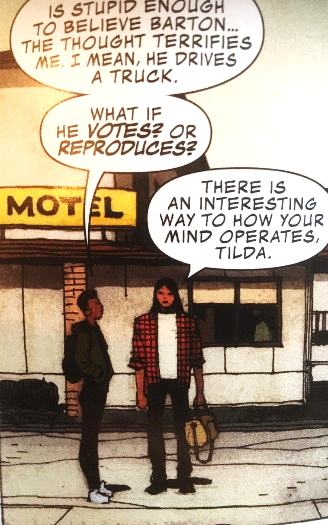 IS STUPID ENOUGH
TO BELIEVE BARTON...
THE THOUGHT TERRIFIES
ME. I MEAN, HE DRIVES
A TRUCK.
WHAT IF
HE VOTES? OR
REPRODUCES?
THERE IS
AN INTERESTING
WAY TO HOW YOUR
MIND OPERATES,
TILDA.
MOTEL